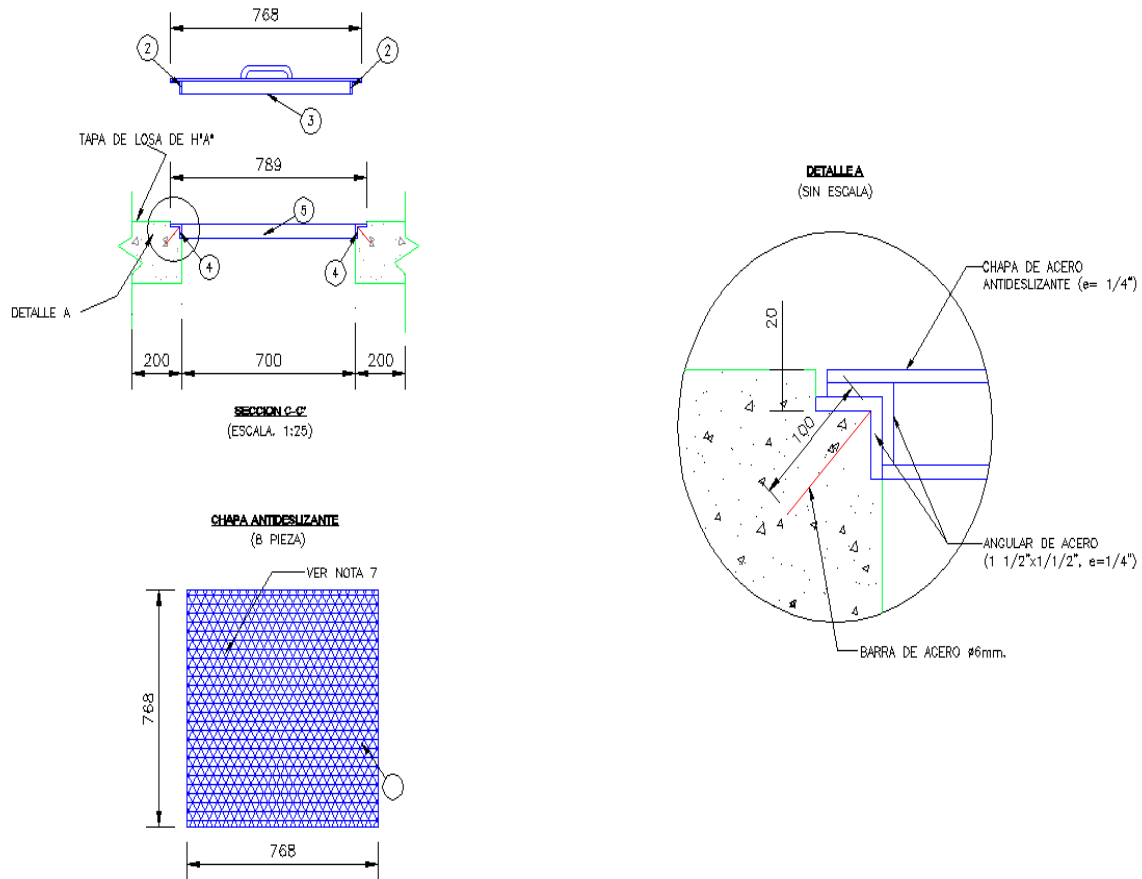 768
2
2
3
TAPA DE LOSA DE H'A'
789
5
4
4
DETALLE A
200
700
200
SECCION C-C'
(ESCALA. 1:25)
CHAPA ANTIDESLIZANTE
(8 PIEZA)
VER NOTA 7
768
768
DETALLE A
(SIN ESCALA)
CHAPA DE ACERO
ANTIDESLIZANTE (e= 1/4")
20
100
ANGULAR DE ACERO
(1 1/2"x1/1/2", e=1/4")
BARRA DE ACERO ø6mm.